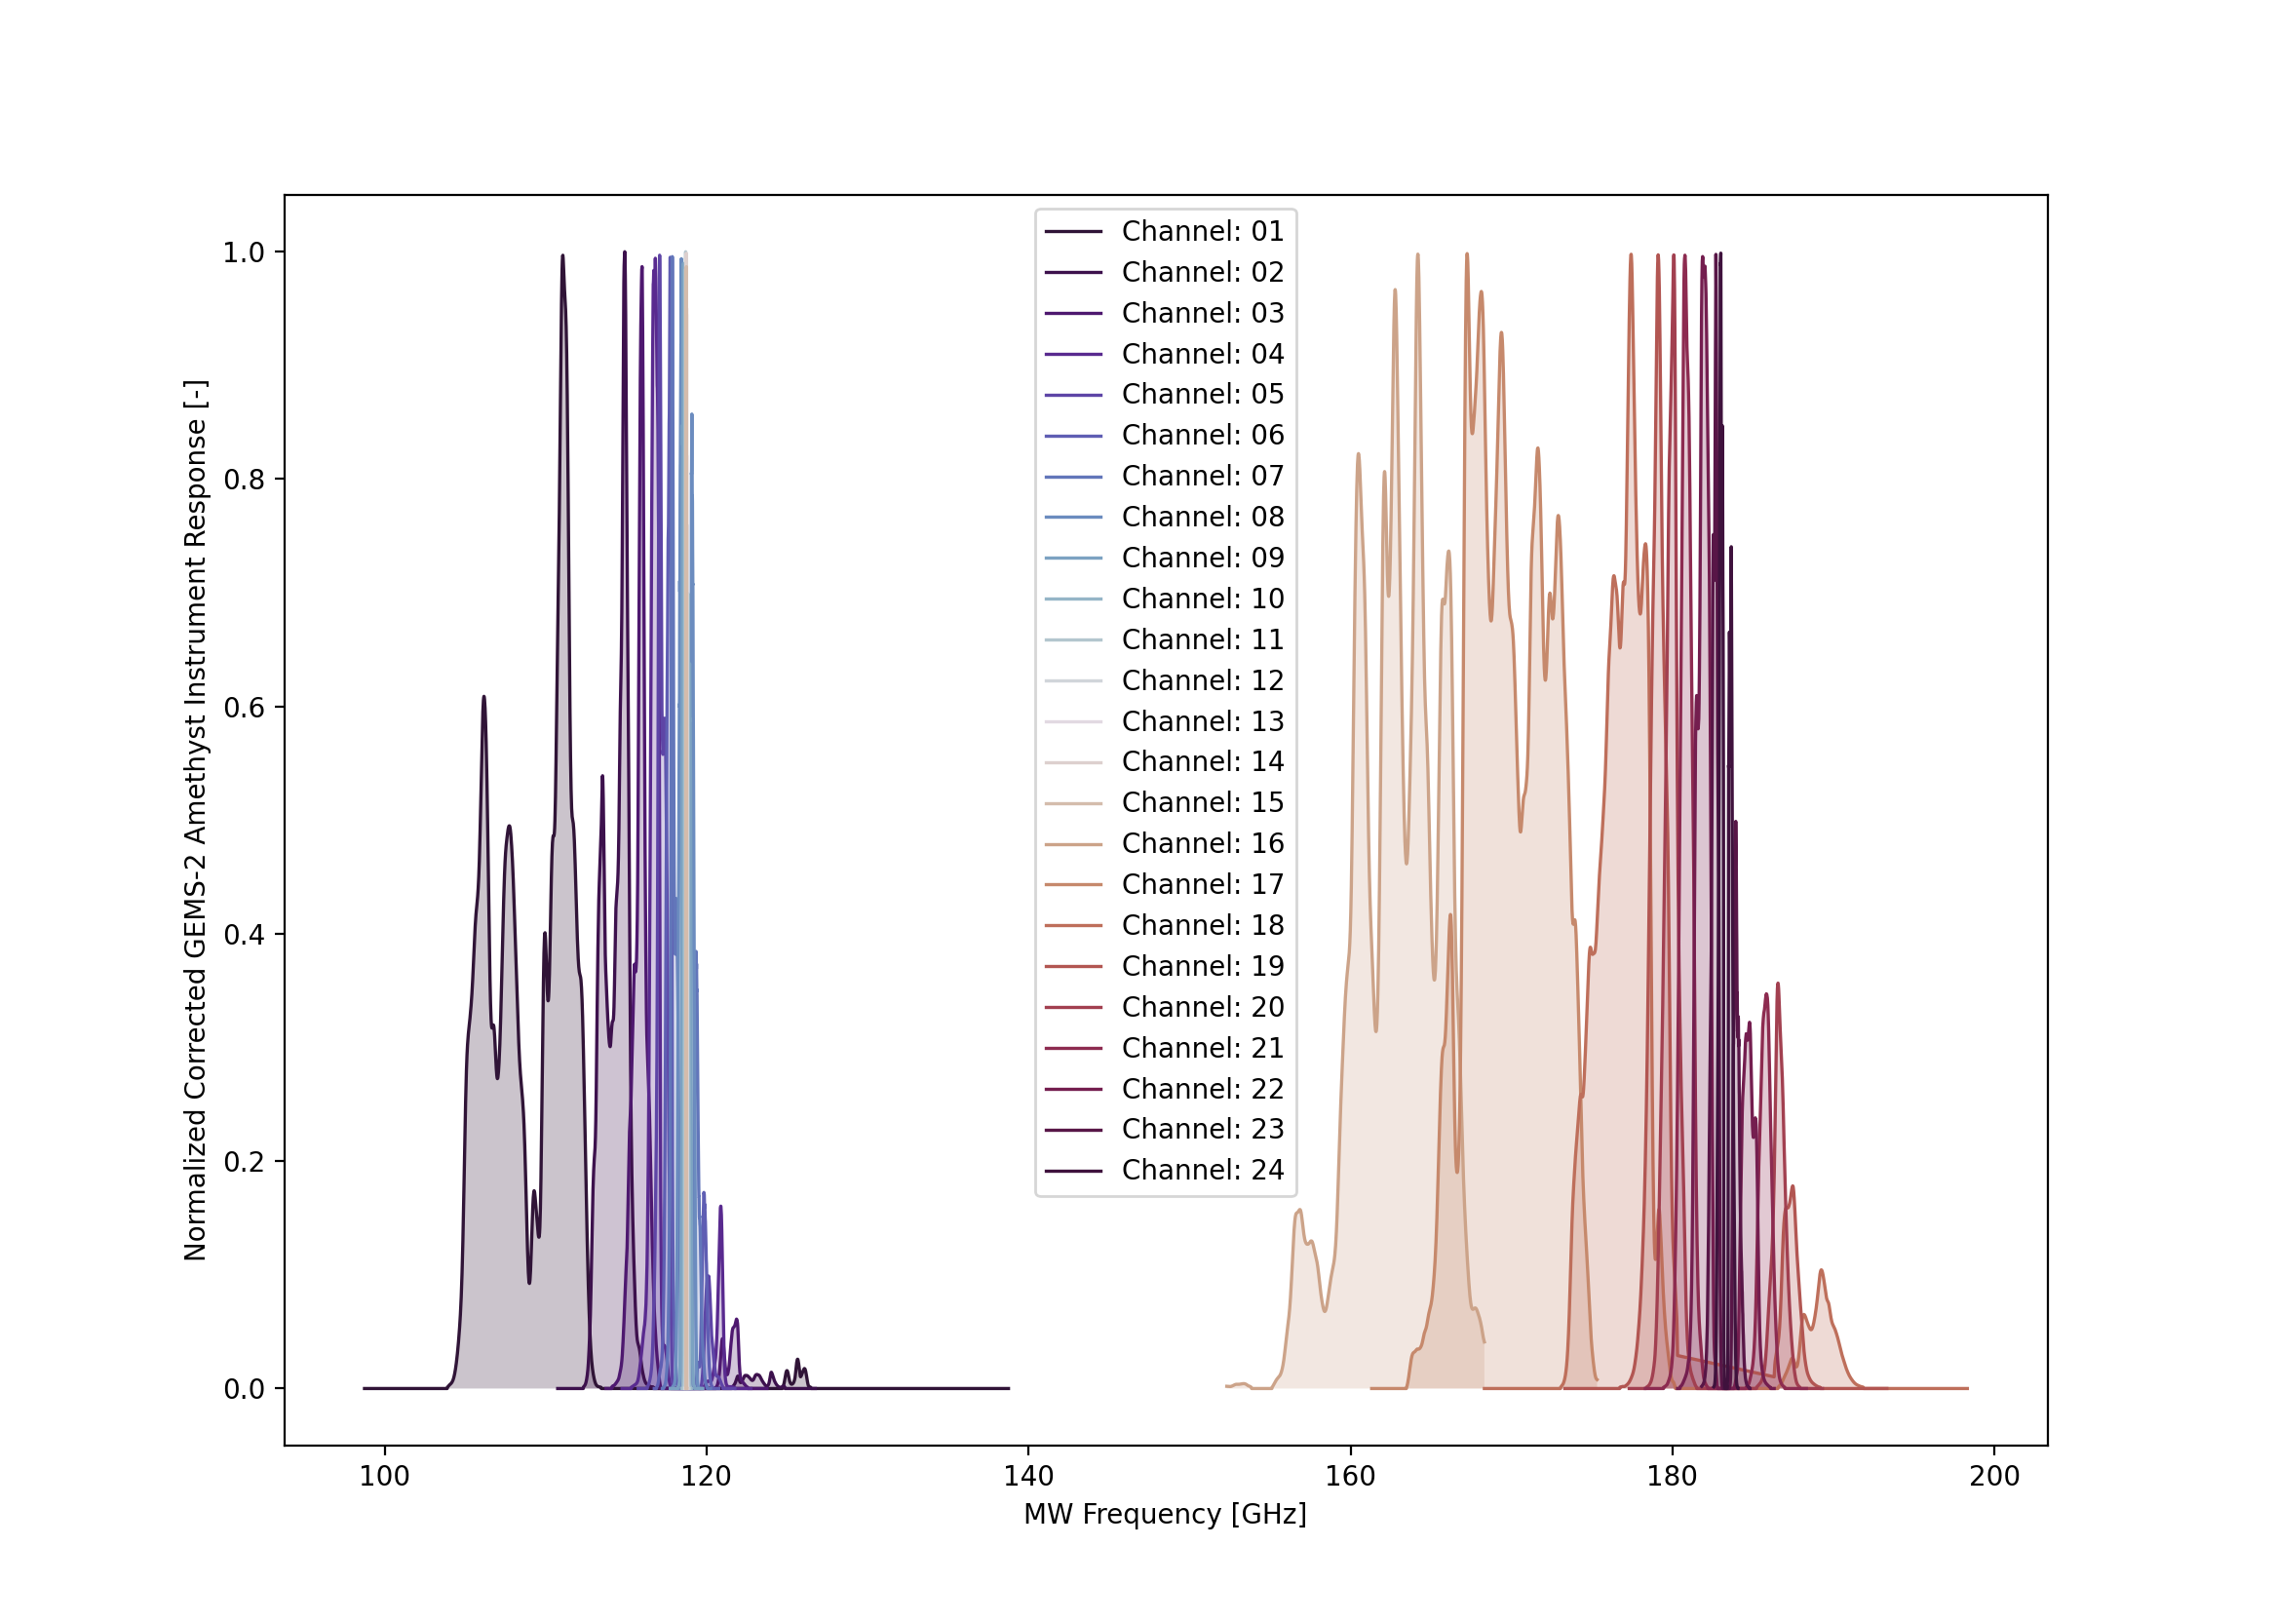 Normalized Corrected GEMS-2 Amethyst Instrument Response [-]
1.0
0.8
0.6
0.4
0.2
0.0
Channel: 01
Channel: 02
Channel: 03
Channel: 04
Channel: 05
Channel: 06
Channel: 07
Channel: 08
Channel: 09
Channel: 10
Channel: 11
Channel: 12
Channel: 13
Channel: 14
Channel: 15
Channel: 16
Channel: 17
Channel: 18
Channel: 19
Channel: 20
Channel: 21
Channel: 22
Channel: 23
Channel: 24
100 120 140 160 180 200
MW Frequency [GHz]